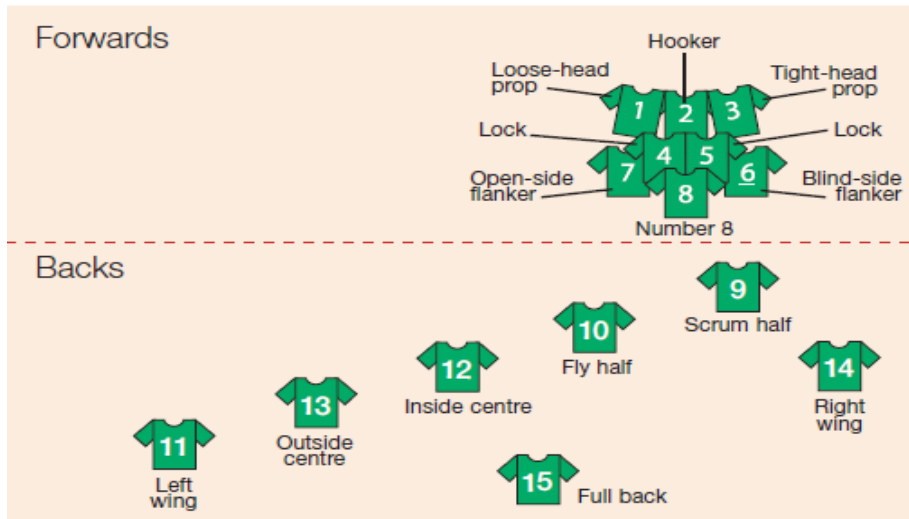 Forwards
Hooker
Loose-head
prop
Tight-head
prop
1
2
3
Lock
Lock
4
5
7
6
Open-side
flanker
Blind-side
flanker
8
Number 8
Backs
9
Scrum half
10
Fly half
14
Right
wing
12
Inside centre
13
Outside
centre
11
Left
wing
15
Full back